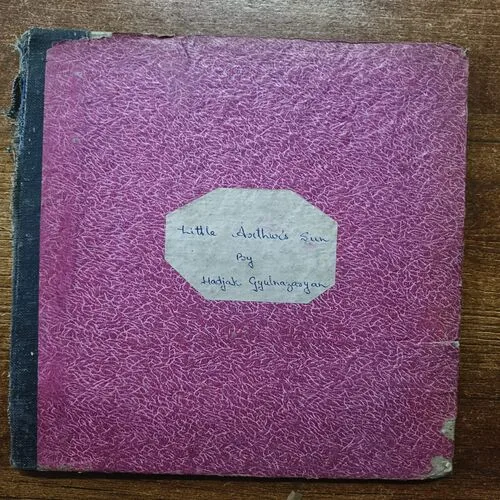 Little Arthur's Sun
By
Hadjak Gyulnazaryan